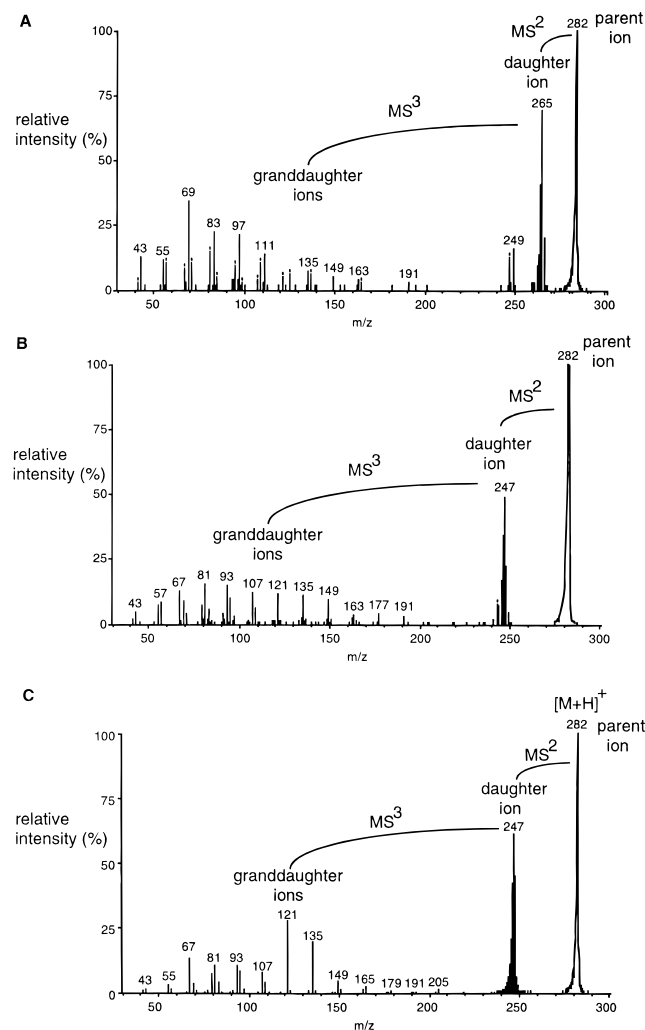 A
MS2
282
parent
ion
100
daughter
ion
265
75
MS3
relative
intensity (%)
50
granddaughter
ions
69
25
83
97
43
55
111
135
149
163
191
249
0
50
100
150
200
250
300
m/z
B
282
parent
ion
100
MS2
75
daughter
ion
relative
intensity (%)
MS3
50
247
granddaughter
ions
25
43
57
67
81
93
107
121
135
149
163
177
191
0
50
100
150
200
250
300
m/z
C
[M+H]+
282
parent
ion
100
MS2
daughter
ion
75
247
relative
intensity (%)
MS3
50
granddaughter
ions
25
121
135
43
55
67
81
93
107
149
165
179
191
205
0
50
100
150
200
250
300
m/z